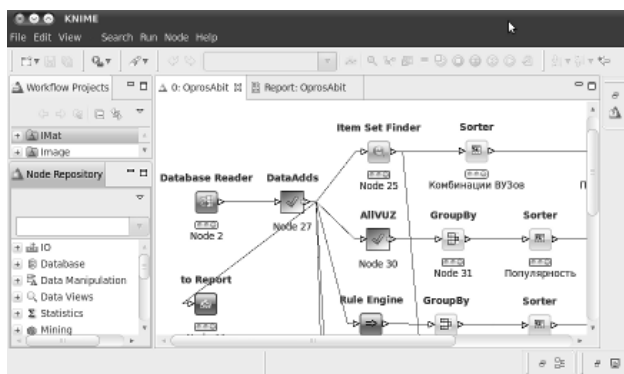 KNIME
File Edit View Search Run Node Help
Workflow Projects
IMat
Image
Node Repository
IO
Database
Data Manipulation
Data Views
Statistics
Mining
0: OprosAbit
Report: OprosAbit
Item Set Finder
Sorter
Node 25
Комбинации ВУЗов
П
Database Reader
DataAdds
Node 2
Node 27
AllVUZ
GroupBy
Sorter
Node 30
Node 31
Популярность
to Report
Rule Engine
GroupBy
Sorter